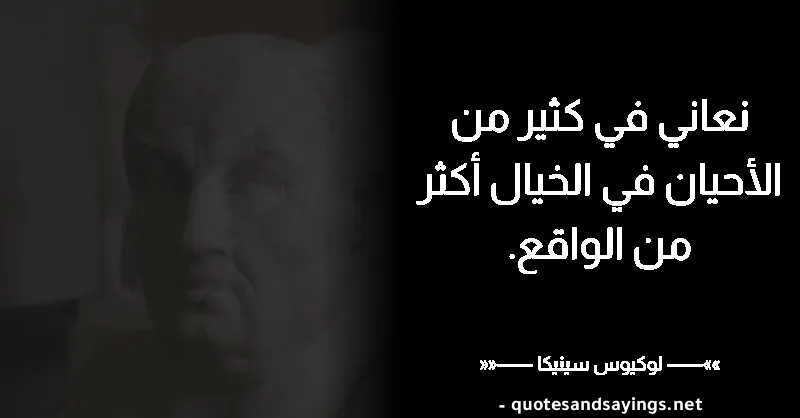 نعاني في كثير من
الأحيان في الخيال أكثر
من الواقع.
»»—— لوكيوس سينيكا ——««
- quotesandsayings.net